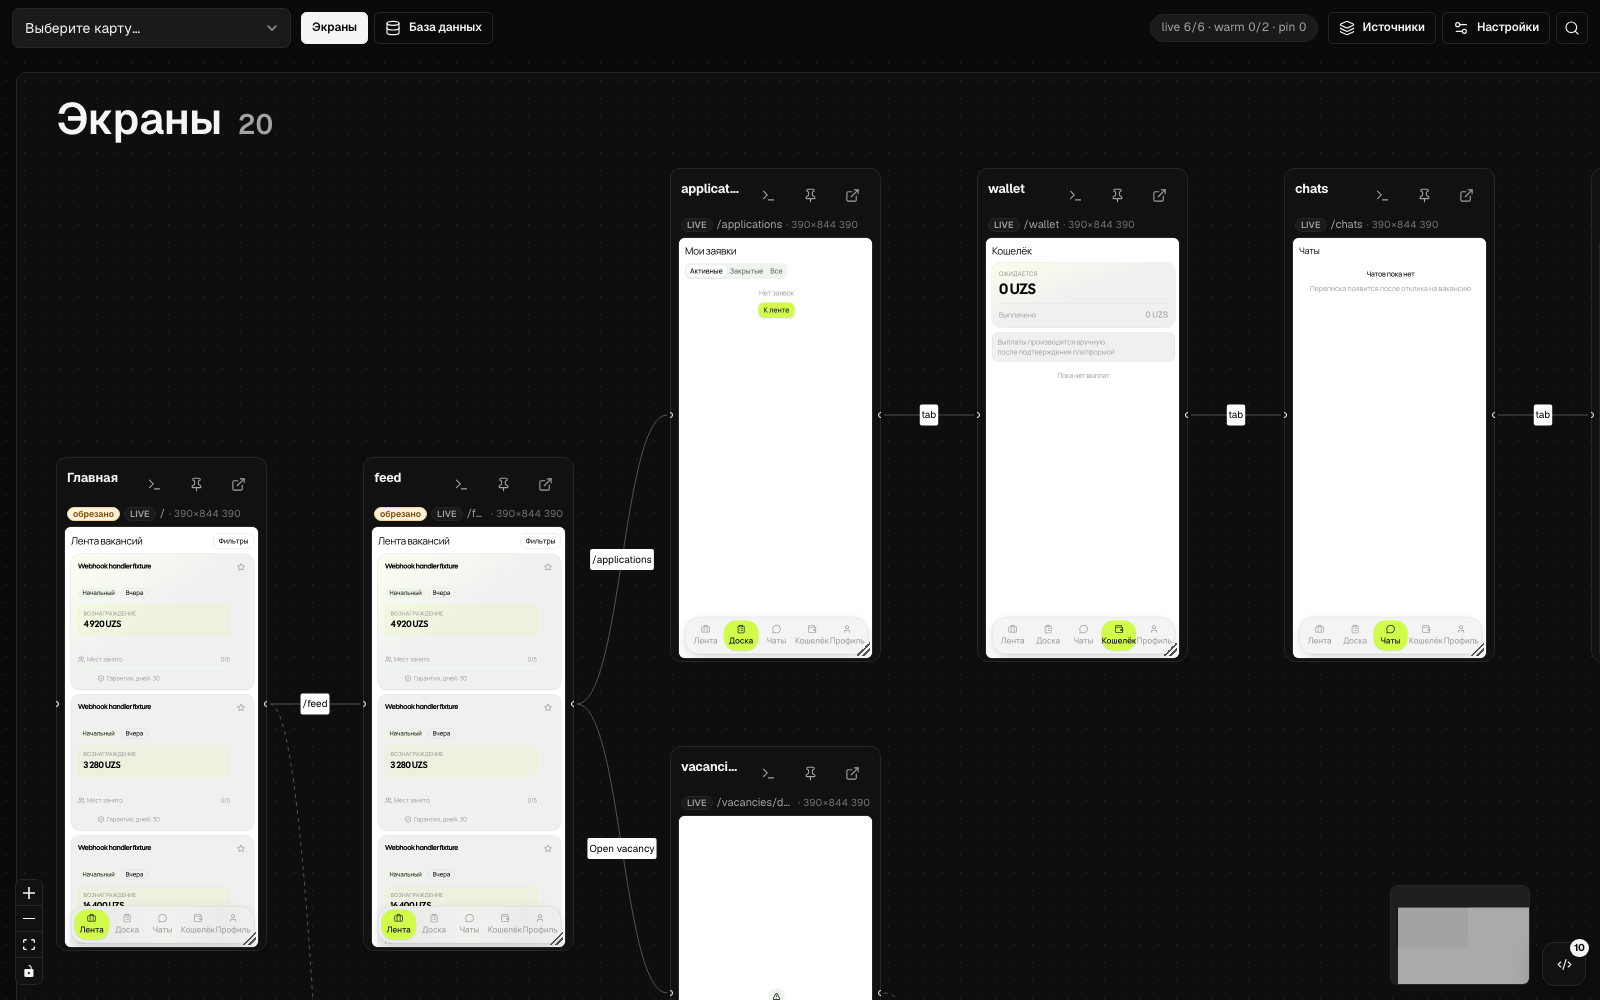 Выберите карту...
Экраны
База данных
live 6/6 · warm 0/2 · pin 0
Источники
Настройки
Экраны 20
applicat...
LIVE /applications · 390×844 390
Мои заявки
Активные Закрытые Все
Нет заявок
К ленте
Лента Доска Чаты Кошелёк Профиль
wallet
LIVE /wallet · 390×844 390
Кошелёк
ОЖИДАЕТСЯ
0 UZS
Выплачено 0 UZS
Выплаты производятся вручную
после подтверждения платформой
Пока нет выплат
Лента Доска Чаты Кошелёк Профиль
chats
LIVE /chats · 390×844 390
Чаты
Чатов пока нет
Переписка появится после отклика на вакансию
Лента Доска Чаты Кошелёк Профиль
tab
tab
tab
Главная
обрезано LIVE / · 390×844 390
Лента вакансий Фильтры
Webhook handler fixture
Начальный Вчера
ВОЗНАГРАЖДЕНИЕ
4 920 UZS
Мест занято 0/5
Гарантия, дней: 30
Webhook handler fixture
Начальный Вчера
ВОЗНАГРАЖДЕНИЕ
3 280 UZS
Мест занято 0/5
Гарантия, дней: 30
Webhook handler fixture
Начальный Вчера
ВОЗНАГРАЖДЕНИЕ
16 400 UZS
Лента Доска Чаты Кошелёк Профиль
/feed
feed
обрезано LIVE /f... · 390×844 390
Лента вакансий Фильтры
Webhook handler fixture
Начальный Вчера
ВОЗНАГРАЖДЕНИЕ
4 920 UZS
Мест занято 0/5
Гарантия, дней: 30
Webhook handler fixture
Начальный Вчера
ВОЗНАГРАЖДЕНИЕ
3 280 UZS
Мест занято 0/5
Гарантия, дней: 30
Webhook handler fixture
Начальный Вчера
ВОЗНАГРАЖДЕНИЕ
16 400 UZS
Лента Доска Чаты Кошелёк Профиль
/applications
Open vacancy
vacanci...
LIVE /vacancies/d... · 390×844 390
10